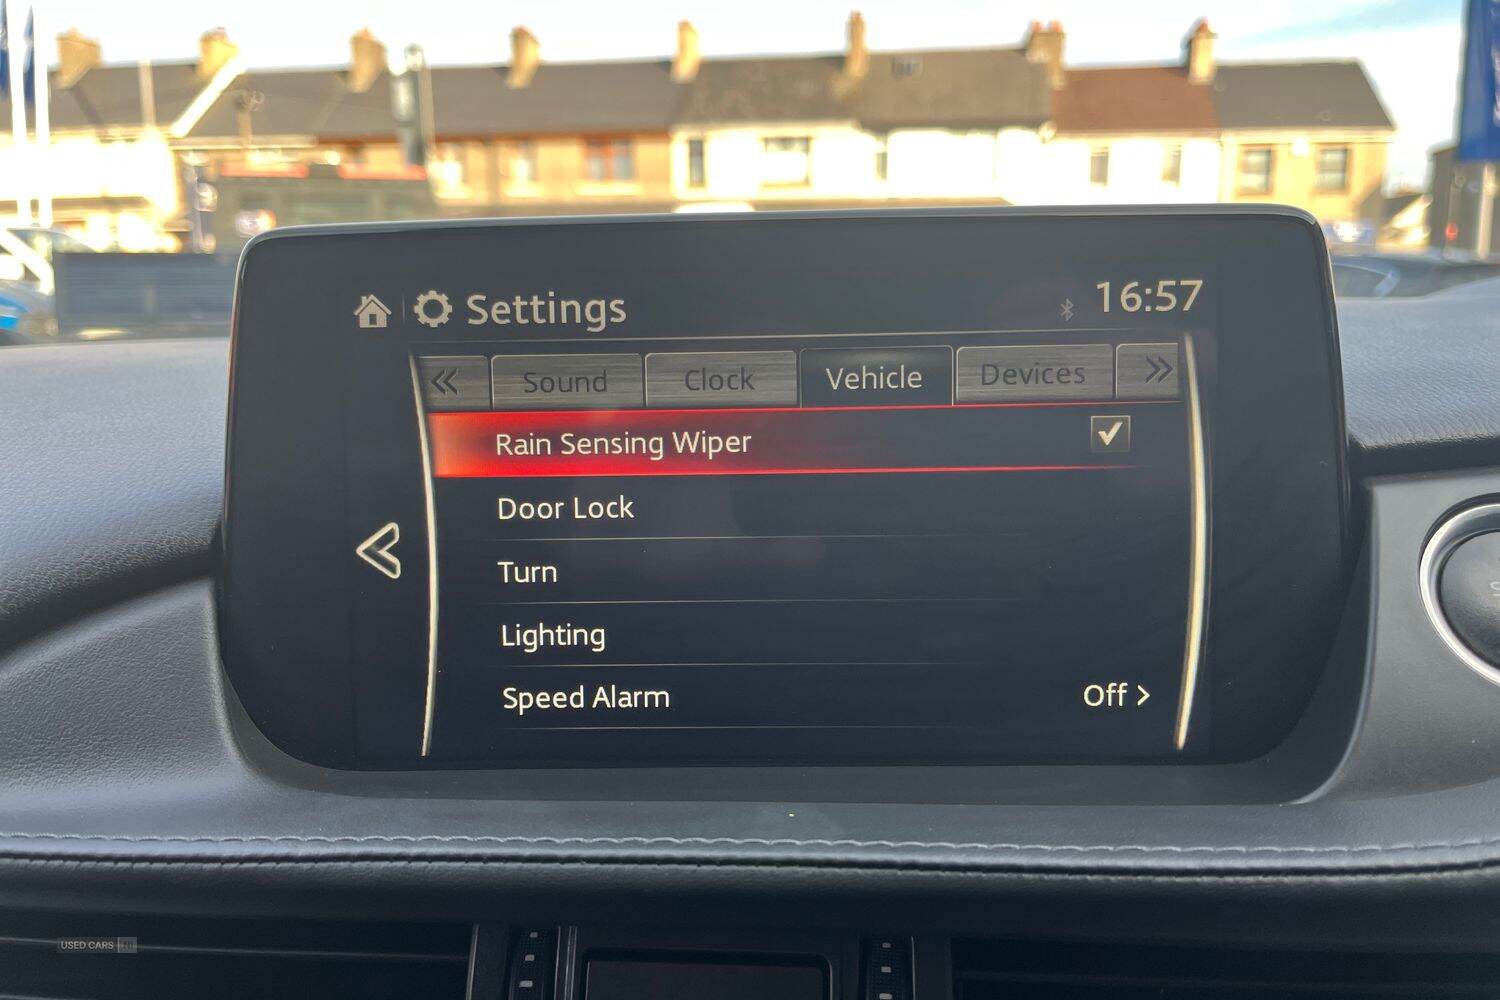 Settings
16:57
Sound Clock Vehicle Devices
Rain Sensing Wiper
Door Lock
Turn
Lighting
Speed Alarm Off >
USED CARS NI